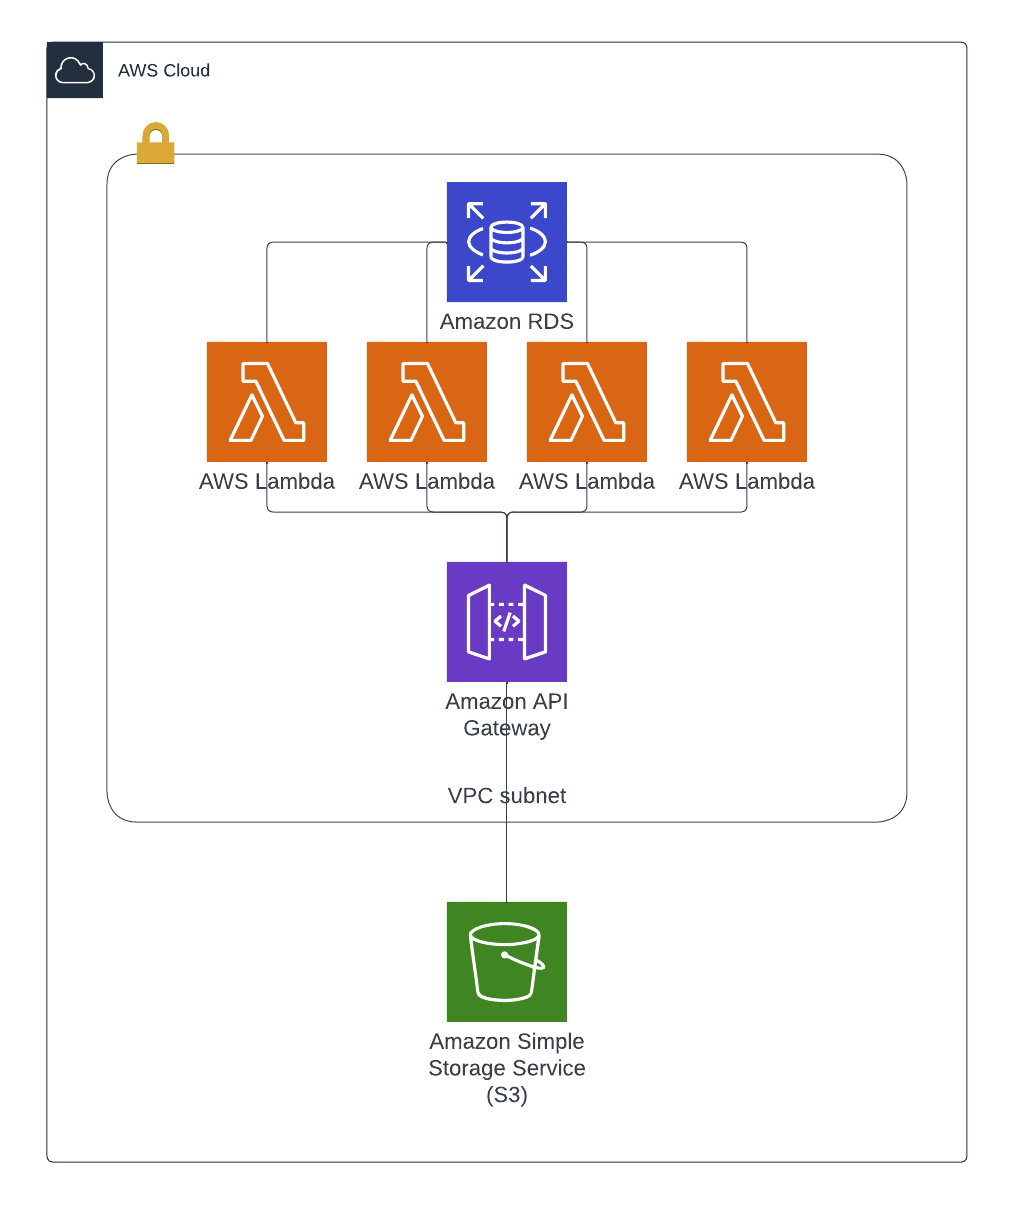 AWS Cloud
Amazon RDS
AWS Lambda
AWS Lambda
AWS Lambda
AWS Lambda
Amazon API
Gateway
VPC subnet
Amazon Simple
Storage Service
(S3)